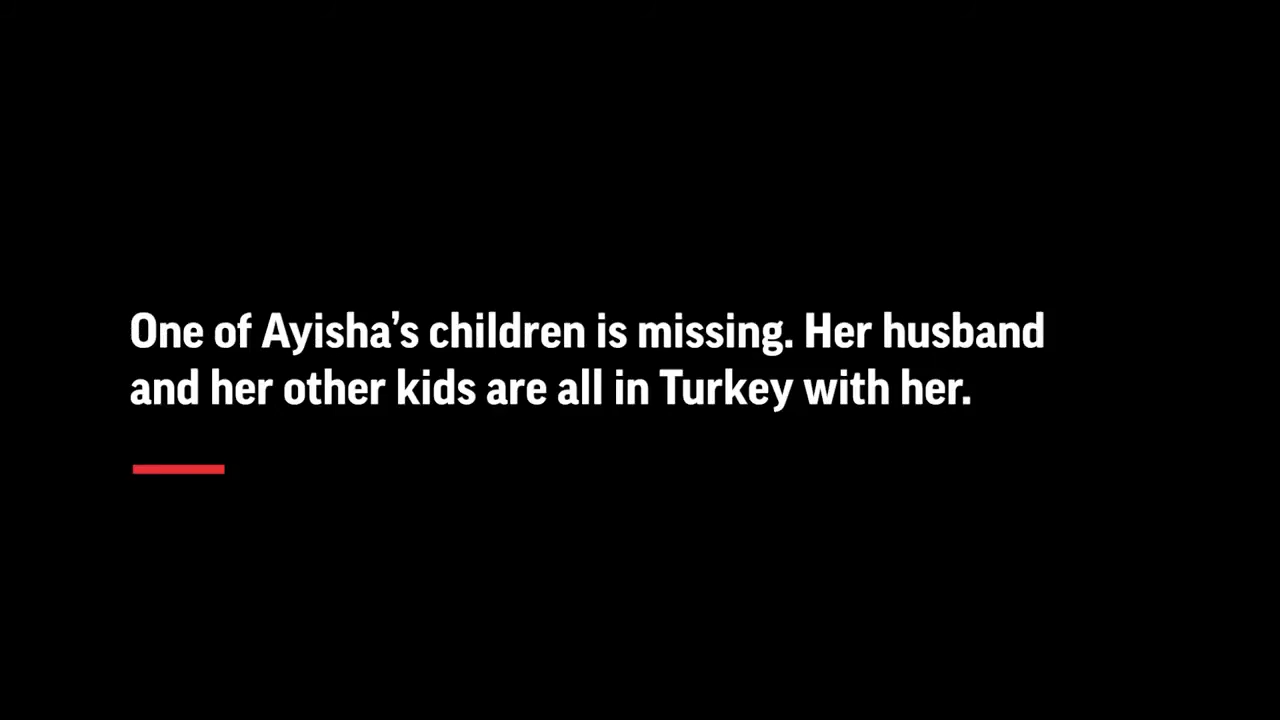 One of Ayisha’s children is missing. Her husband
and her other kids are all in Turkey with her.